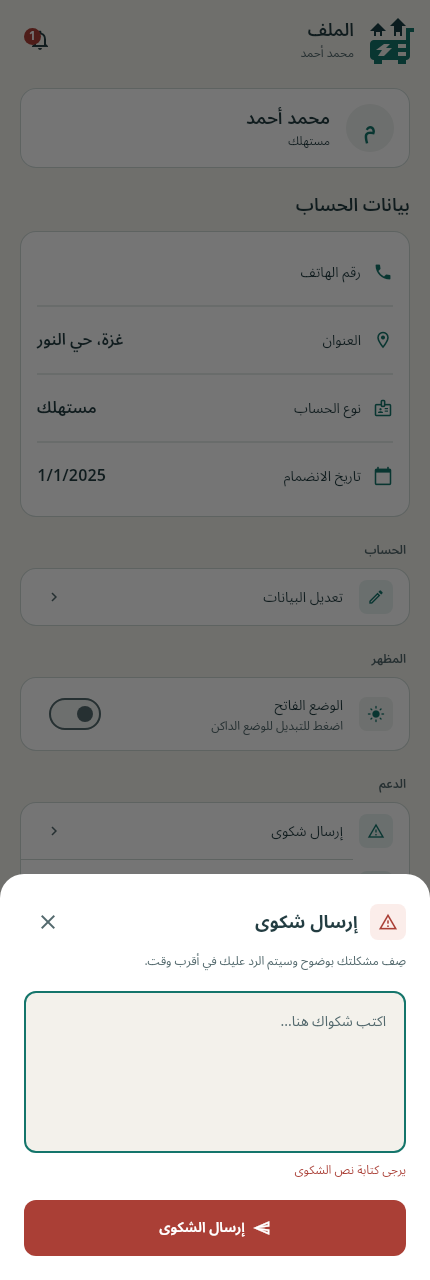 الملف
محمد أحمد
1
م
محمد أحمد
مستهلك
بيانات الحساب
رقم الهاتف
العنوان
غزة، حي النور
نوع الحساب
مستهلك
تاريخ الانضمام
1/1/2025
الحساب
تعديل البيانات
المظهر
الوضع الفاتح
اضغط للتبديل للوضع الداكن
الدعم
إرسال شكوى
إرسال شكوى
صِف مشكلتك بوضوح وسيتم الرد عليك في أقرب وقت.
اكتب شكواك هنا...
يرجى كتابة نص الشكوى
إرسال الشكوى